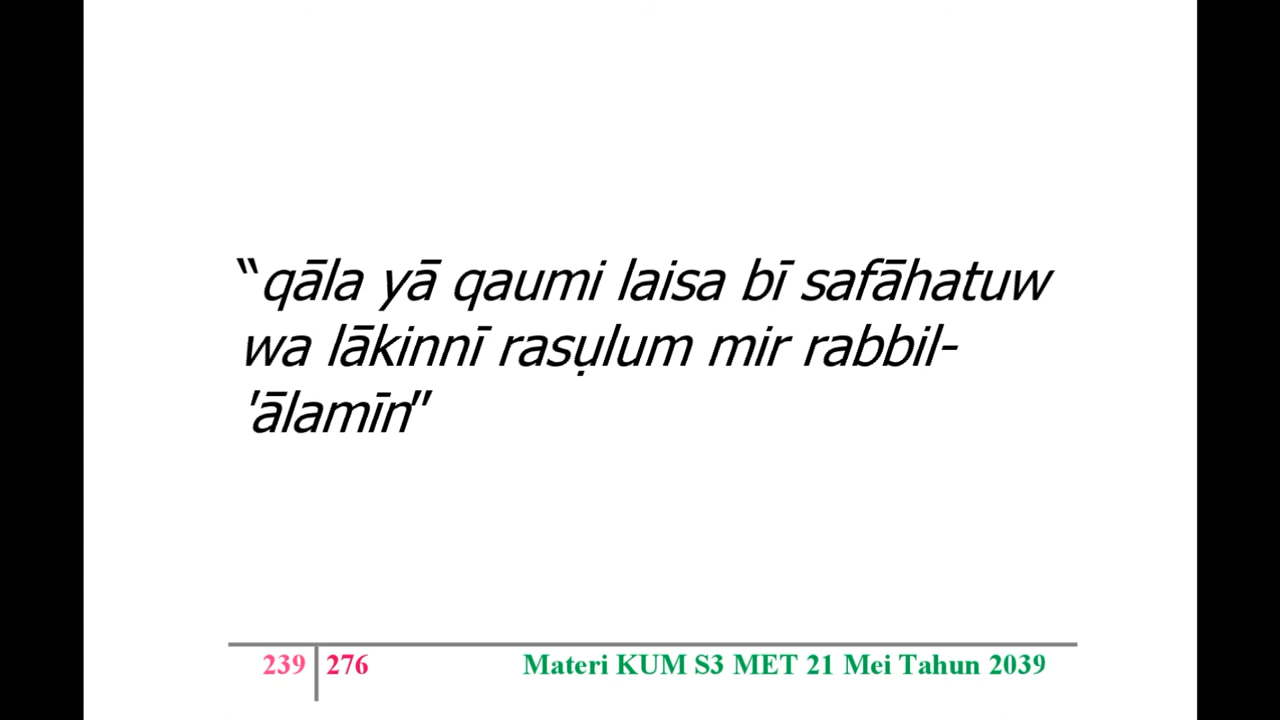 “qāla yā qaumi laisa bī safāhatuw
wa lākinnī rasụlum mir rabbil-
'ālamīn"
239 276 Materi KUM S3 MET 21 Mei Tahun 2039